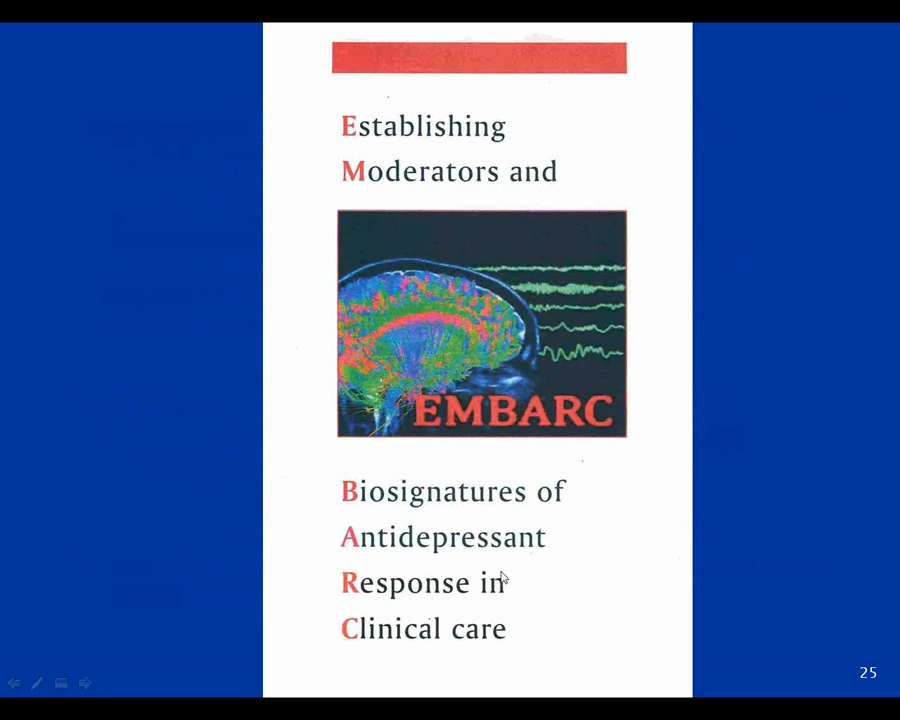 Establishing
Moderators and
EMBARC
Biosignatures of
Antidepressant
Response in
Clinical care
25